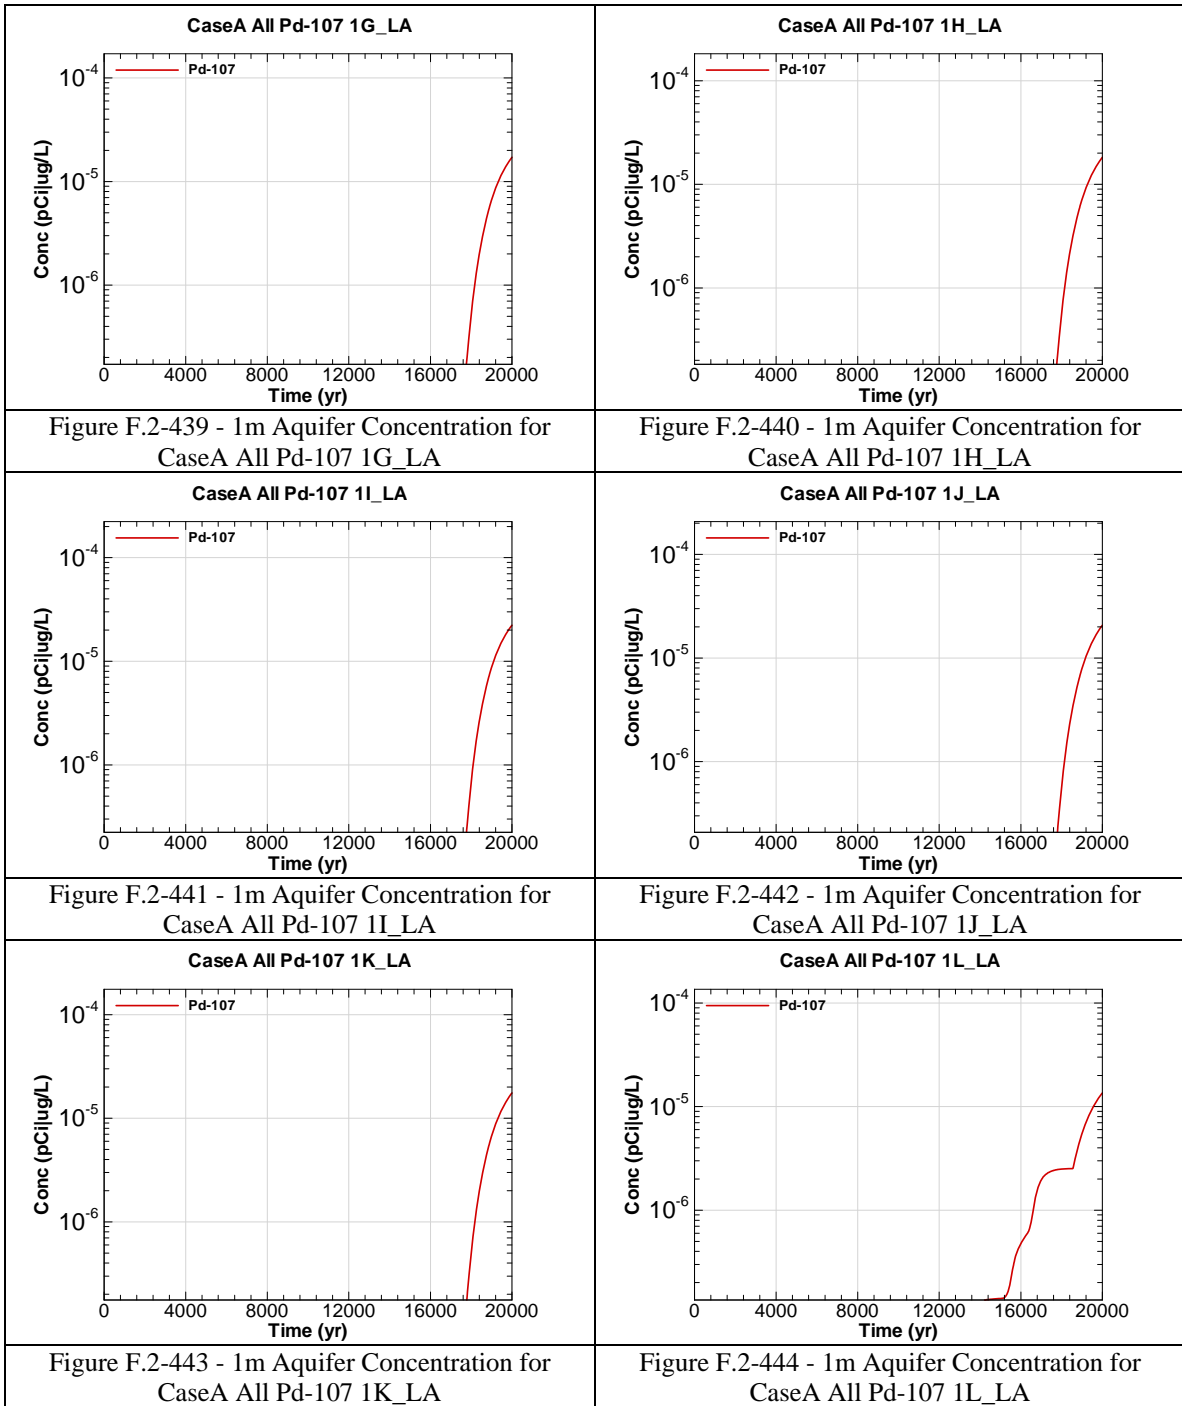 CaseA All Pd-107 1G_LA
Pd-107
10-4
10-5
10-6
Conc (pCi|ug/L)
0 4000 8000 12000 16000 20000
Time (yr)
Figure F.2-439 - 1m Aquifer Concentration for
CaseA All Pd-107 1G_LA
CaseA All Pd-107 1H_LA
Pd-107
10-4
10-5
10-6
Conc (pCi|ug/L)
0 4000 8000 12000 16000 20000
Time (yr)
Figure F.2-440 - 1m Aquifer Concentration for
CaseA All Pd-107 1H_LA
CaseA All Pd-107 1I_LA
Pd-107
10-4
10-5
10-6
Conc (pCi|ug/L)
0 4000 8000 12000 16000 20000
Time (yr)
Figure F.2-441 - 1m Aquifer Concentration for
CaseA All Pd-107 1I_LA
CaseA All Pd-107 1J_LA
Pd-107
10-4
10-5
10-6
Conc (pCi|ug/L)
0 4000 8000 12000 16000 20000
Time (yr)
Figure F.2-442 - 1m Aquifer Concentration for
CaseA All Pd-107 1J_LA
CaseA All Pd-107 1K_LA
Pd-107
10-4
10-5
10-6
Conc (pCi|ug/L)
0 4000 8000 12000 16000 20000
Time (yr)
Figure F.2-443 - 1m Aquifer Concentration for
CaseA All Pd-107 1K_LA
CaseA All Pd-107 1L_LA
Pd-107
10-4
10-5
10-6
Conc (pCi|ug/L)
0 4000 8000 12000 16000 20000
Time (yr)
Figure F.2-444 - 1m Aquifer Concentration for
CaseA All Pd-107 1L_LA